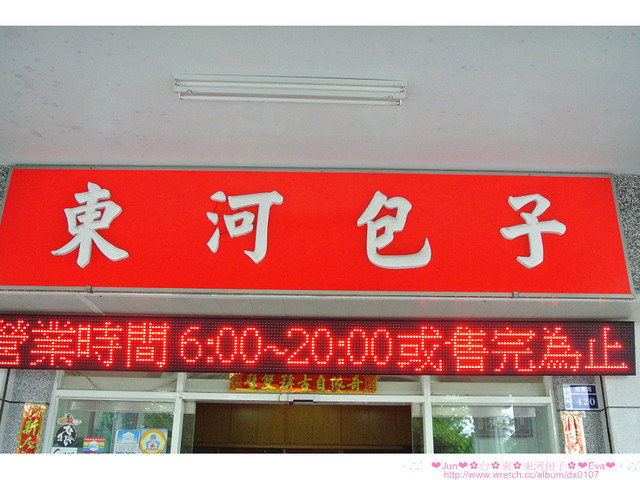 東河包子
營業時間6:00~20:00或售完為止
420
❤Jun❤✿台✿東✿東河包子✿❤Eva❤
http://www.wretch.cc/album/dx0107